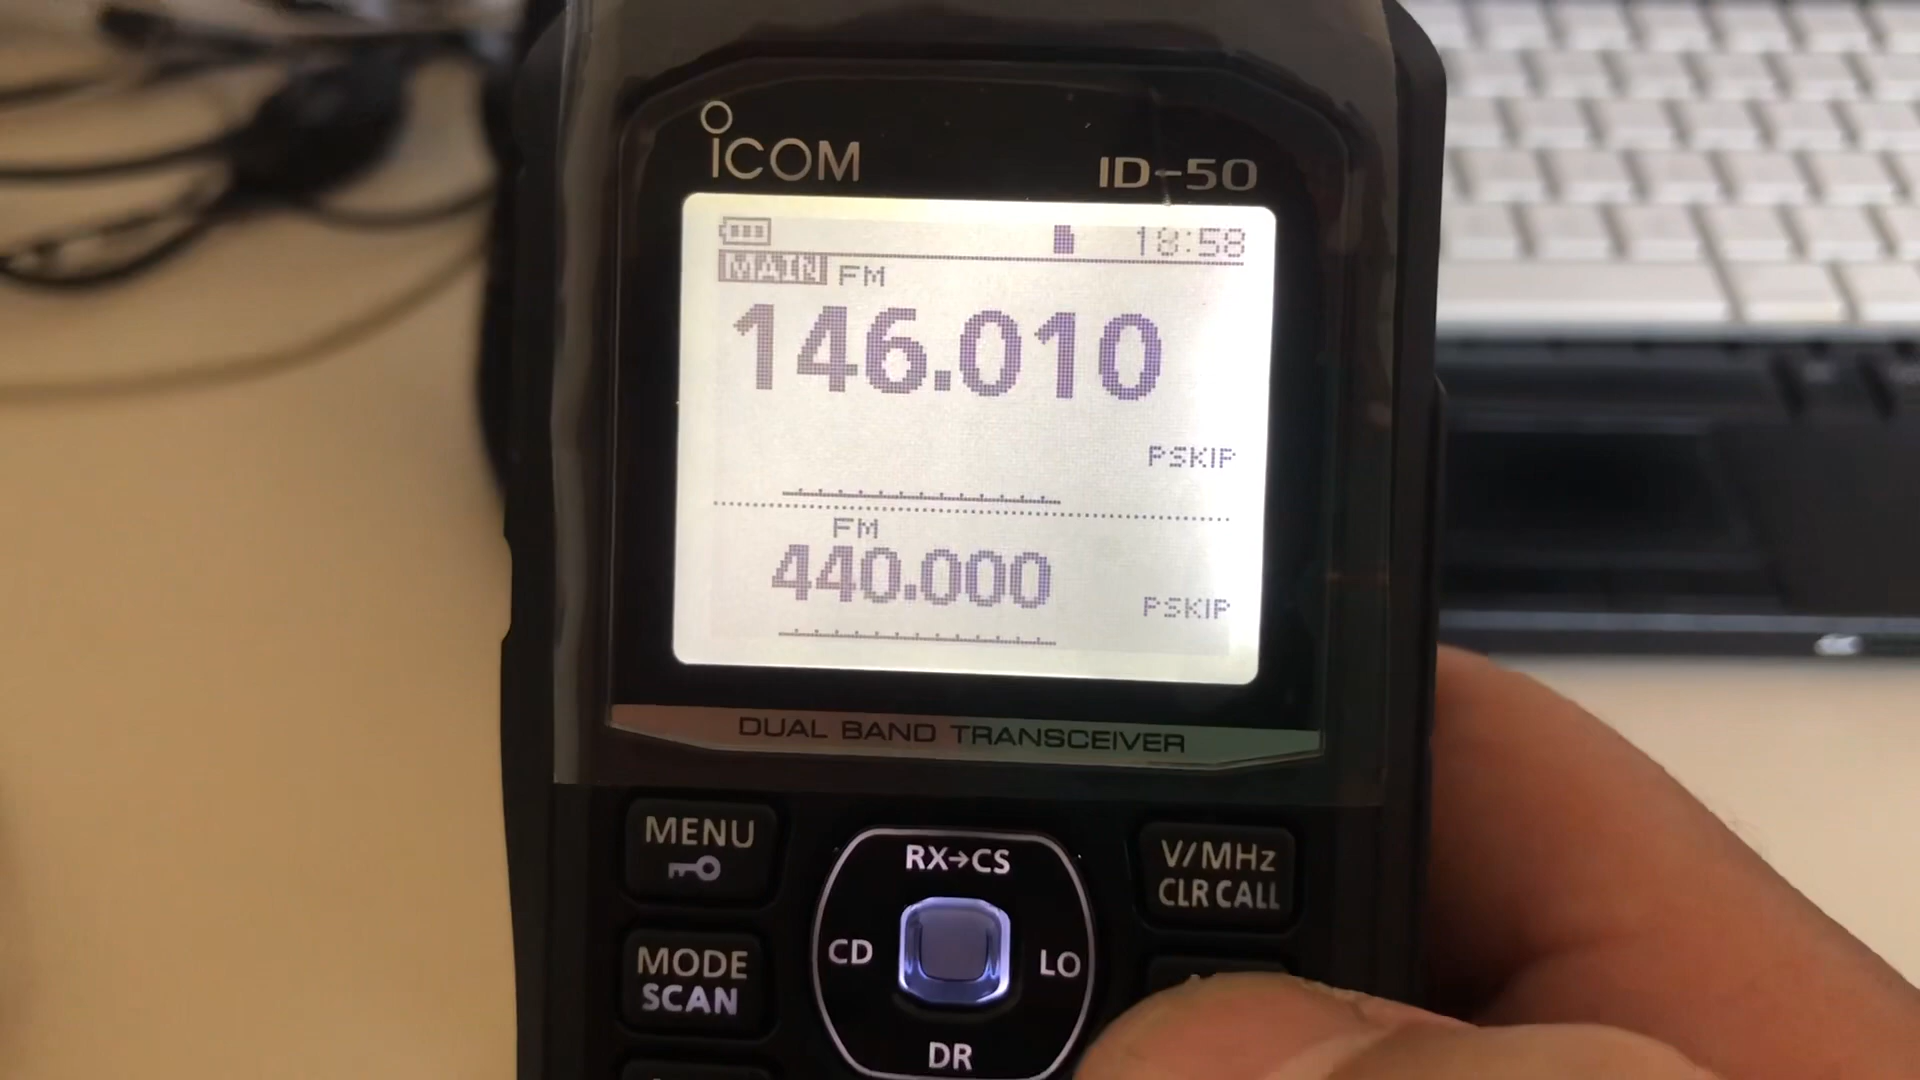 ICOM
ID-50
18:58
MAIN FM
146.010
PSKIP
FM
440.000
PSKIP
DUAL BAND TRANSCEIVER
MENU
RX→CS
V/MHz
CLR CALL
CD
LO
MODE
SCAN
DR